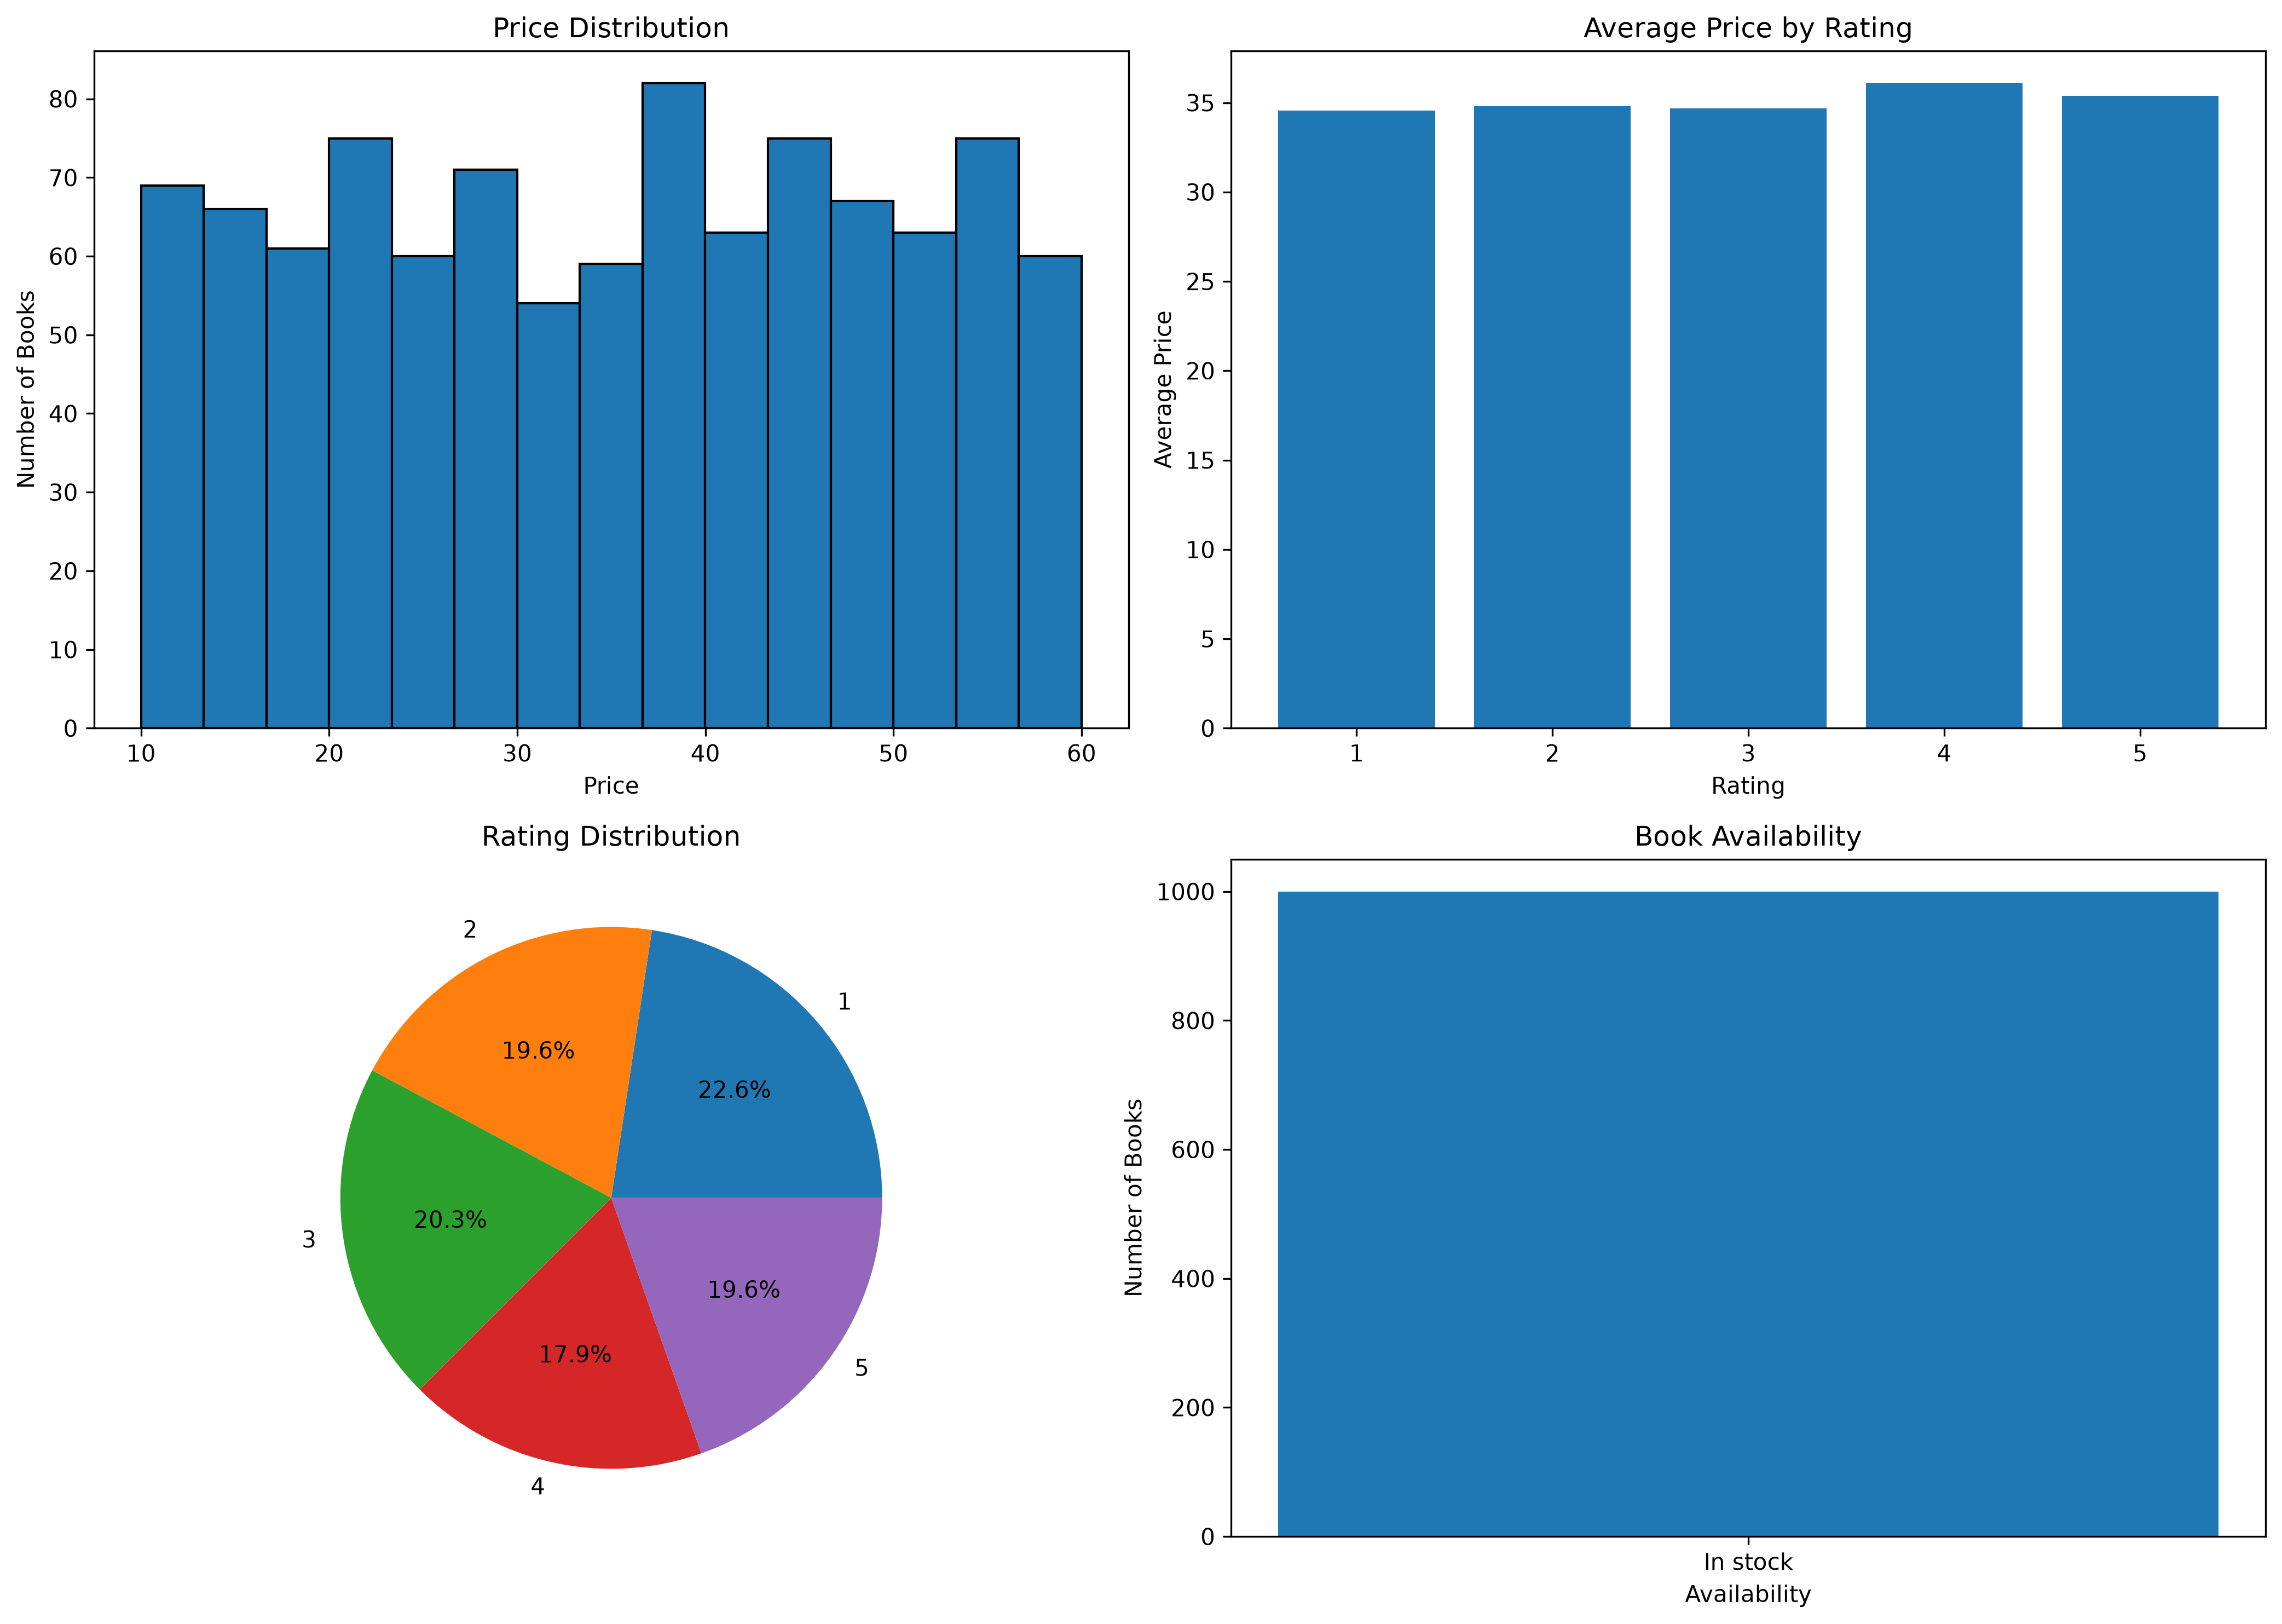 Price Distribution
Number of Books
80
70
60
50
40
30
20
10
0
10 20 30 40 50 60
Price
Average Price by Rating
Average Price
35
30
25
20
15
10
5
0
1 2 3 4 5
Rating
Rating Distribution
1
2
3
4
5
22.6%
19.6%
20.3%
17.9%
19.6%
Book Availability
Number of Books
1000
800
600
400
200
0
In stock
Availability